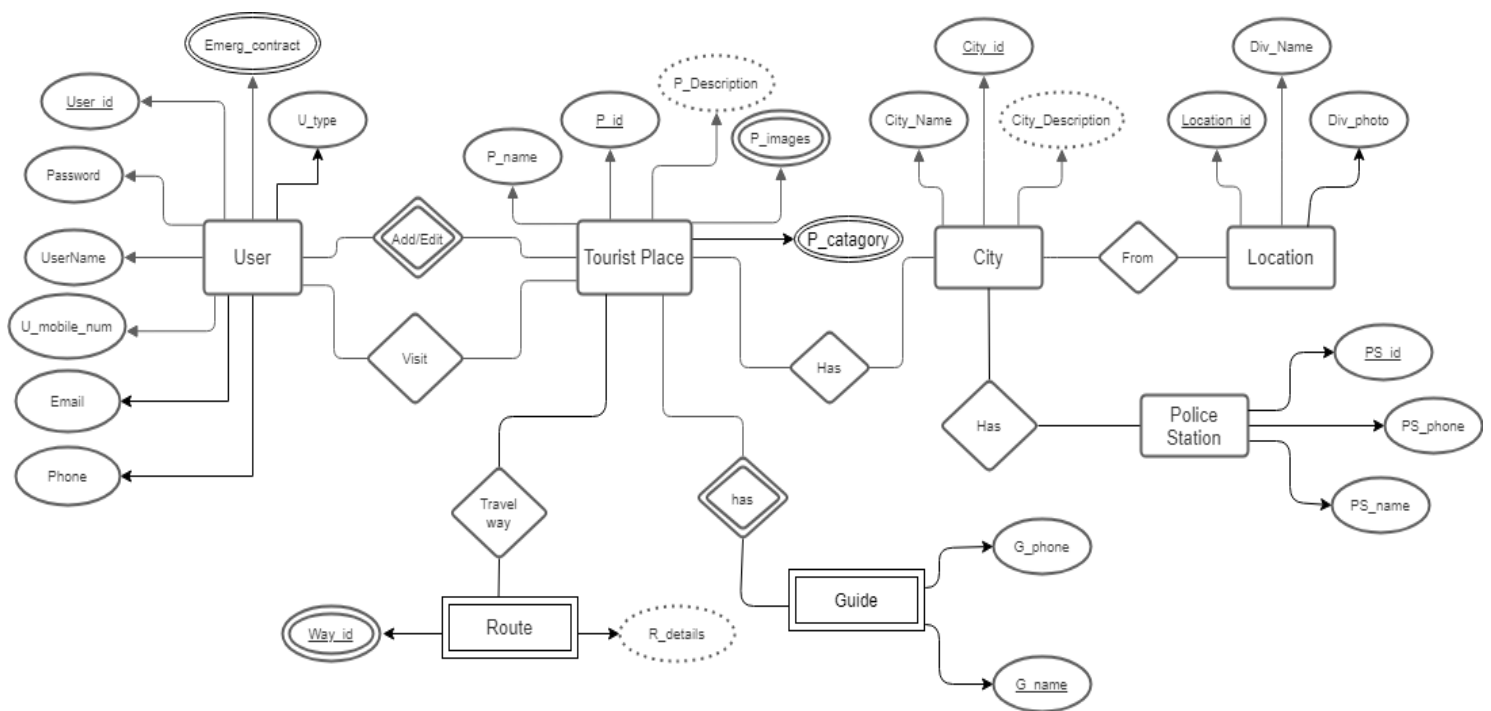 Emerg_contract
User_id
U_type
Password
UserName
U_mobile_num
Email
Phone
User
Add/Edit
Visit
P_name
P_id
P_Description
P_images
P_catagory
Tourist Place
Has
City_Name
City_id
City_Description
City
From
Location_id
Div_Name
Div_photo
Location
Has
Police
Station
PS_id
PS_phone
PS_name
Travel
way
has
Way_id
Route
R_details
Guide
G_phone
G_name